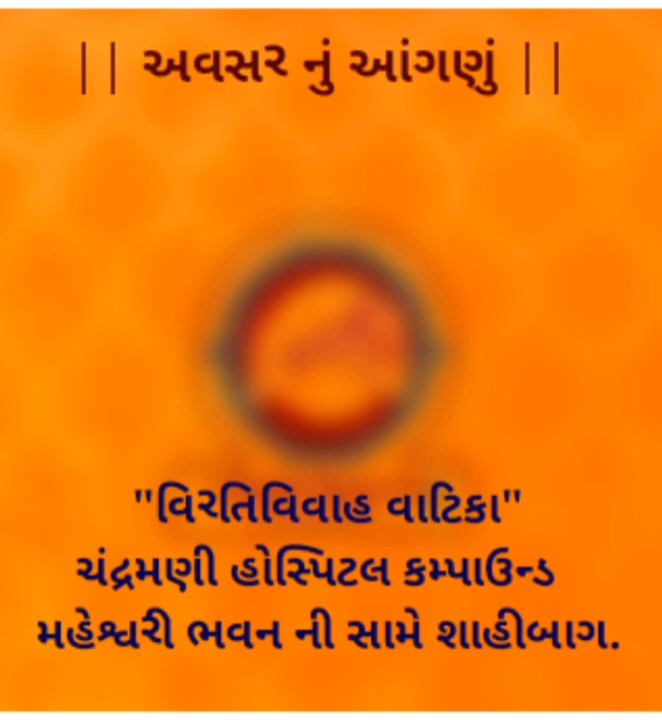 || અવસર નું આંગણું ||
"વિરતિવિવાહ વાટિકા"
ચંદ્રમણી હોસ્પિટલ કમ્પાઉન્ડ
મહેશ્વરી ભવન ની સામે શાહીબાગ.